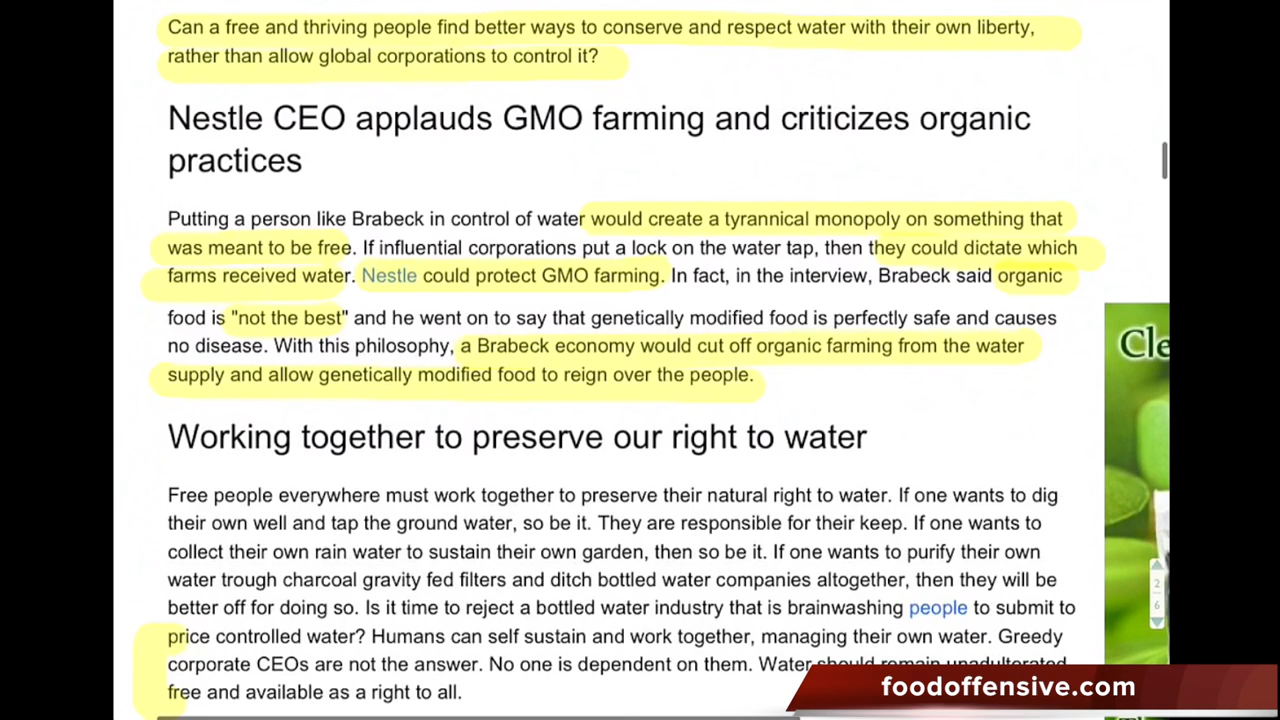 Can a free and thriving people find better ways to conserve and respect water with their own liberty,
rather than allow global corporations to control it?
Nestle CEO applauds GMO farming and criticizes organic
practices
Putting a person like Brabeck in control of water would create a tyrannical monopoly on something that
was meant to be free. If influential corporations put a lock on the water tap, then they could dictate which
farms received water. Nestle could protect GMO farming. In fact, in the interview, Brabeck said organic
food is "not the best" and he went on to say that genetically modified food is perfectly safe and causes
no disease. With this philosophy, a Brabeck economy would cut off organic farming from the water
supply and allow genetically modified food to reign over the people.
Working together to preserve our right to water
Free people everywhere must work together to preserve their natural right to water. If one wants to dig
their own well and tap the ground water, so be it. They are responsible for their keep. If one wants to
collect their own rain water to sustain their own garden, then so be it. If one wants to purify their own
water trough charcoal gravity fed filters and ditch bottled water companies altogether, then they will be
better off for doing so. Is it time to reject a bottled water industry that is brainwashing people to submit to
price controlled water? Humans can self sustain and work together, managing their own water. Greedy
corporate CEOs are not the answer. No one is dependent on them. Water should remain unadulterated
free and available as a right to all.
Cle
2
6
foodoffensive.com